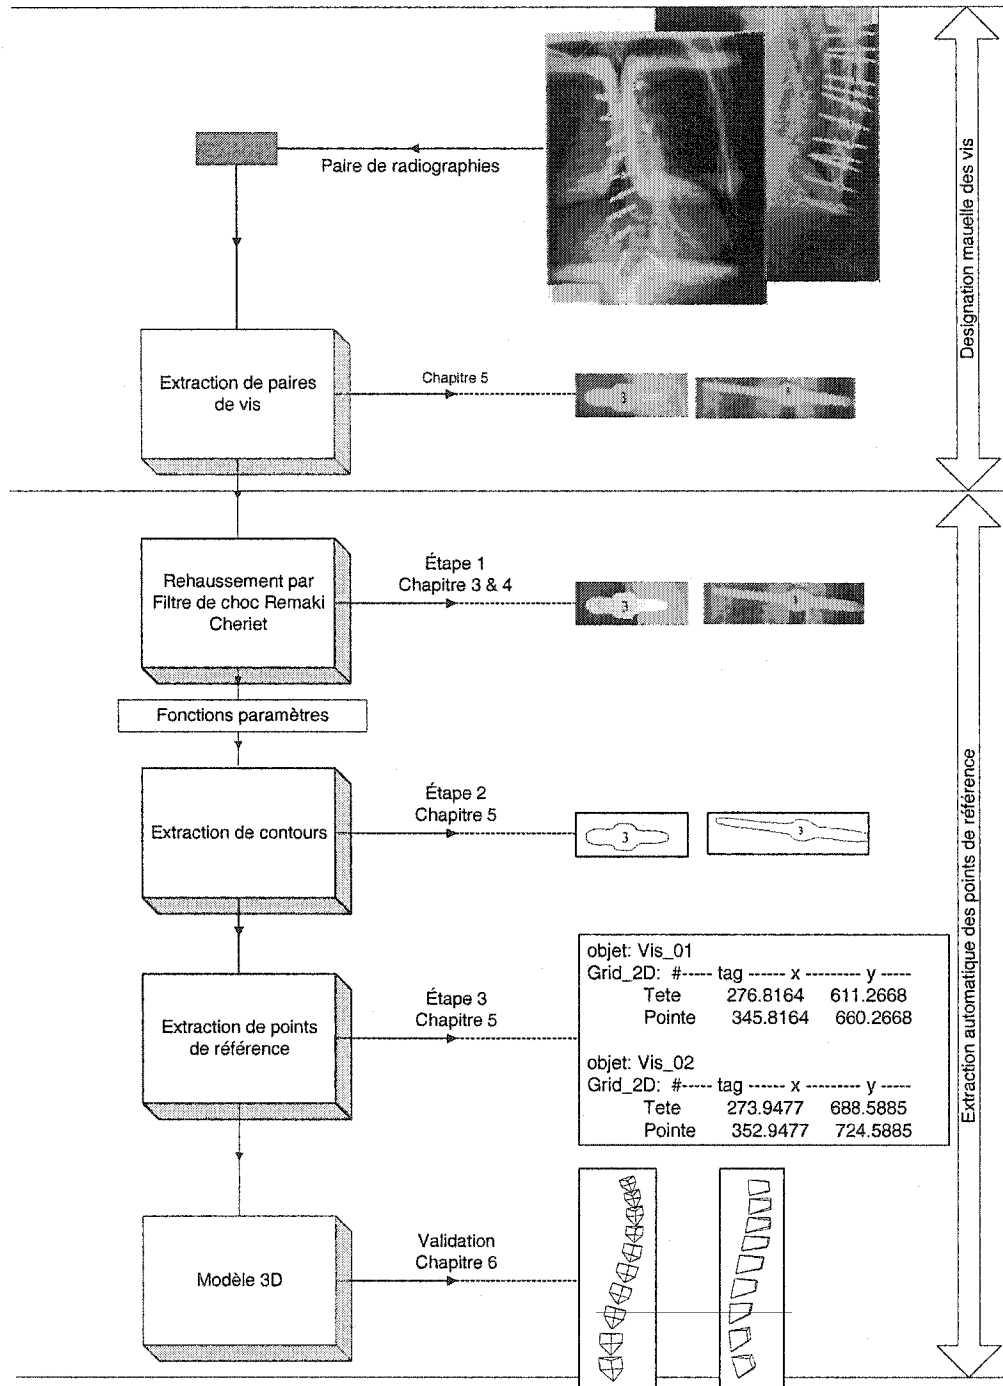 Paire de radiographies
Designation mauelle des vis
Extraction de paires
de vis
Chapitre 5
3
3
Rehaussement par
Filtre de choc Remaki
Cheriet
Étape 1
Chapitre 3 & 4
3
3
Fonctions paramètres
Extraction de contours
Étape 2
Chapitre 5
3
3
Extraction automatique des points de référence
Extraction de points
de référence
Étape 3
Chapitre 5
objet: Vis_01
Grid_2D: #----- tag ------ x --------- y -----
Tete 276.8164 611.2668
Pointe 345.8164 660.2668
objet: Vis_02
Grid_2D: #----- tag ------ x --------- y -----
Tete 273.9477 688.5885
Pointe 352.9477 724.5885
Modèle 3D
Validation
Chapitre 6